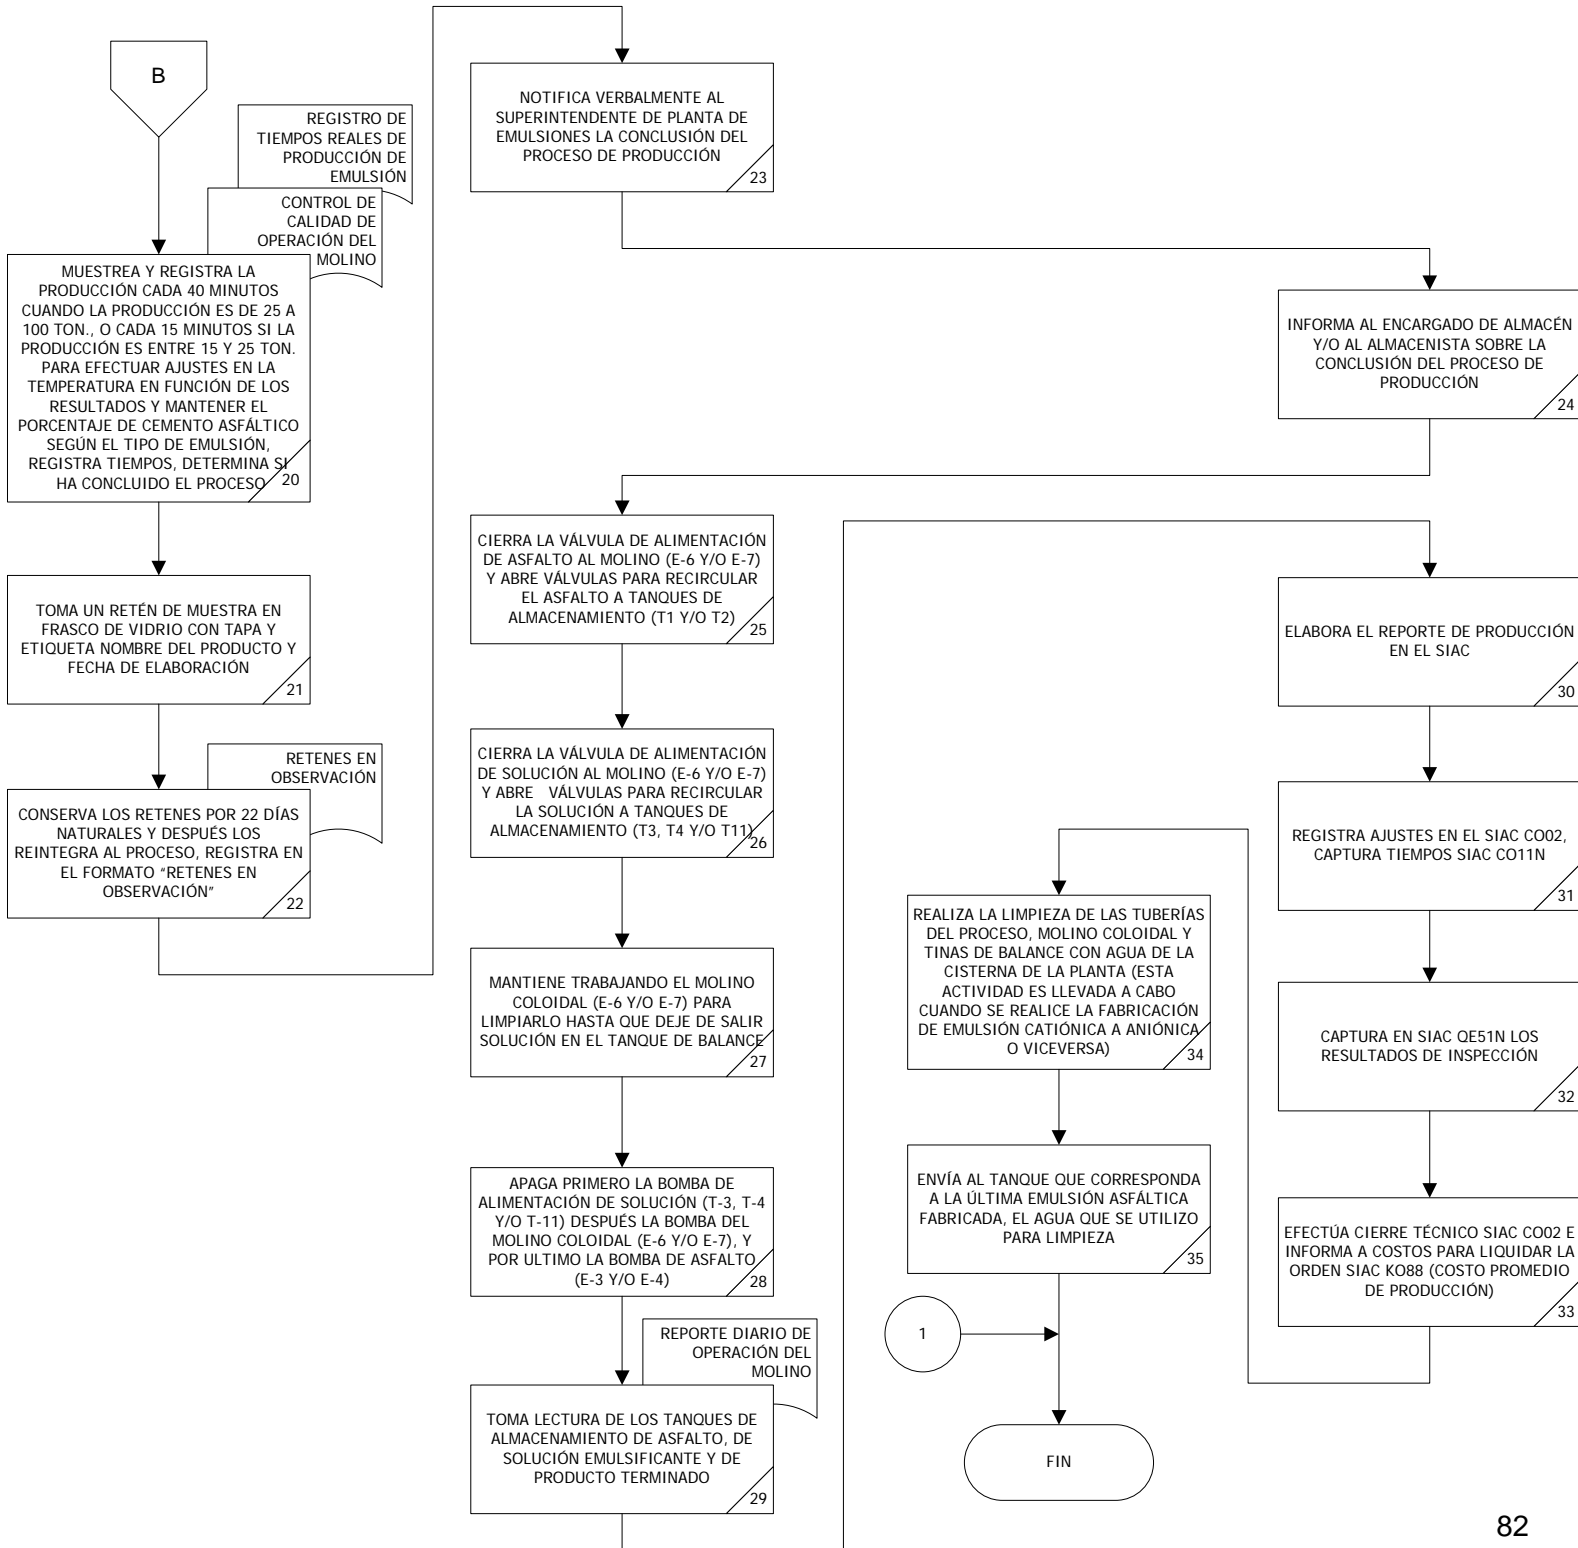 B
REGISTRO DE
TIEMPOS REALES DE
PRODUCCIÓN DE
EMULSIÓN
CONTROL DE
CALIDAD DE
OPERACIÓN DEL
MOLINO
MUESTREA Y REGISTRA LA
PRODUCCIÓN CADA 40 MINUTOS
CUANDO LA PRODUCCIÓN ES DE 25 A
100 TON., O CADA 15 MINUTOS SI LA
PRODUCCIÓN ES ENTRE 15 Y 25 TON.
PARA EFECTUAR AJUSTES EN LA
TEMPERATURA EN FUNCIÓN DE LOS
RESULTADOS Y MANTENER EL
PORCENTAJE DE CEMENTO ASFÁLTICO
SEGÚN EL TIPO DE EMULSIÓN,
REGISTRA TIEMPOS, DETERMINA SI
HA CONCLUIDO EL PROCESO
20
TOMA UN RETÉN DE MUESTRA EN
FRASCO DE VIDRIO CON TAPA Y
ETIQUETA NOMBRE DEL PRODUCTO Y
FECHA DE ELABORACIÓN
21
RETENES EN
OBSERVACIÓN
CONSERVA LOS RETENES POR 22 DÍAS
NATURALES Y DESPUÉS LOS
REINTEGRA AL PROCESO, REGISTRA EN
EL FORMATO “RETENES EN
OBSERVACIÓN”
22
NOTIFICA VERBALMENTE AL
SUPERINTENDENTE DE PLANTA DE
EMULSIONES LA CONCLUSIÓN DEL
PROCESO DE PRODUCCIÓN
23
INFORMA AL ENCARGADO DE ALMACÉN
Y/O AL ALMACENISTA SOBRE LA
CONCLUSIÓN DEL PROCESO DE
PRODUCCIÓN
24
CIERRA LA VÁLVULA DE ALIMENTACIÓN
DE ASFALTO AL MOLINO (E-6 Y/O E-7)
Y ABRE VÁLVULAS PARA RECIRCULAR
EL ASFALTO A TANQUES DE
ALMACENAMIENTO (T1 Y/O T2)
25
CIERRA LA VÁLVULA DE ALIMENTACIÓN
DE SOLUCIÓN AL MOLINO (E-6 Y/O E-7)
Y ABRE VÁLVULAS PARA RECIRCULAR
LA SOLUCIÓN A TANQUES DE
ALMACENAMIENTO (T3, T4 Y/O T11)
26
MANTIENE TRABAJANDO EL MOLINO
COLOIDAL (E-6 Y/O E-7) PARA
LIMPIARLO HASTA QUE DEJE DE SALIR
SOLUCIÓN EN EL TANQUE DE BALANCE
27
APAGA PRIMERO LA BOMBA DE
ALIMENTACIÓN DE SOLUCIÓN (T-3, T-4
Y/O T-11) DESPUÉS LA BOMBA DEL
MOLINO COLOIDAL (E-6 Y/O E-7), Y
POR ULTIMO LA BOMBA DE ASFALTO
(E-3 Y/O E-4)
28
REPORTE DIARIO DE
OPERACIÓN DEL
MOLINO
TOMA LECTURA DE LOS TANQUES DE
ALMACENAMIENTO DE ASFALTO, DE
SOLUCIÓN EMULSIFICANTE Y DE
PRODUCTO TERMINADO
29
ELABORA EL REPORTE DE PRODUCCIÓN
EN EL SIAC
30
REGISTRA AJUSTES EN EL SIAC CO02,
CAPTURA TIEMPOS SIAC CO11N
31
CAPTURA EN SIAC QE51N LOS
RESULTADOS DE INSPECCIÓN
32
EFECTÚA CIERRE TÉCNICO SIAC CO02 E
INFORMA A COSTOS PARA LIQUIDAR LA
ORDEN SIAC KO88 (COSTO PROMEDIO
DE PRODUCCIÓN)
33
REALIZA LA LIMPIEZA DE LAS TUBERÍAS
DEL PROCESO, MOLINO COLOIDAL Y
TINAS DE BALANCE CON AGUA DE LA
CISTERNA DE LA PLANTA (ESTA
ACTIVIDAD ES LLEVADA A CABO
CUANDO SE REALICE LA FABRICACIÓN
DE EMULSIÓN CATIÓNICA A ANIÓNICA
O VICEVERSA)
34
ENVÍA AL TANQUE QUE CORRESPONDA
A LA ÚLTIMA EMULSIÓN ASFÁLTICA
FABRICADA, EL AGUA QUE SE UTILIZO
PARA LIMPIEZA
35
1
FIN
82